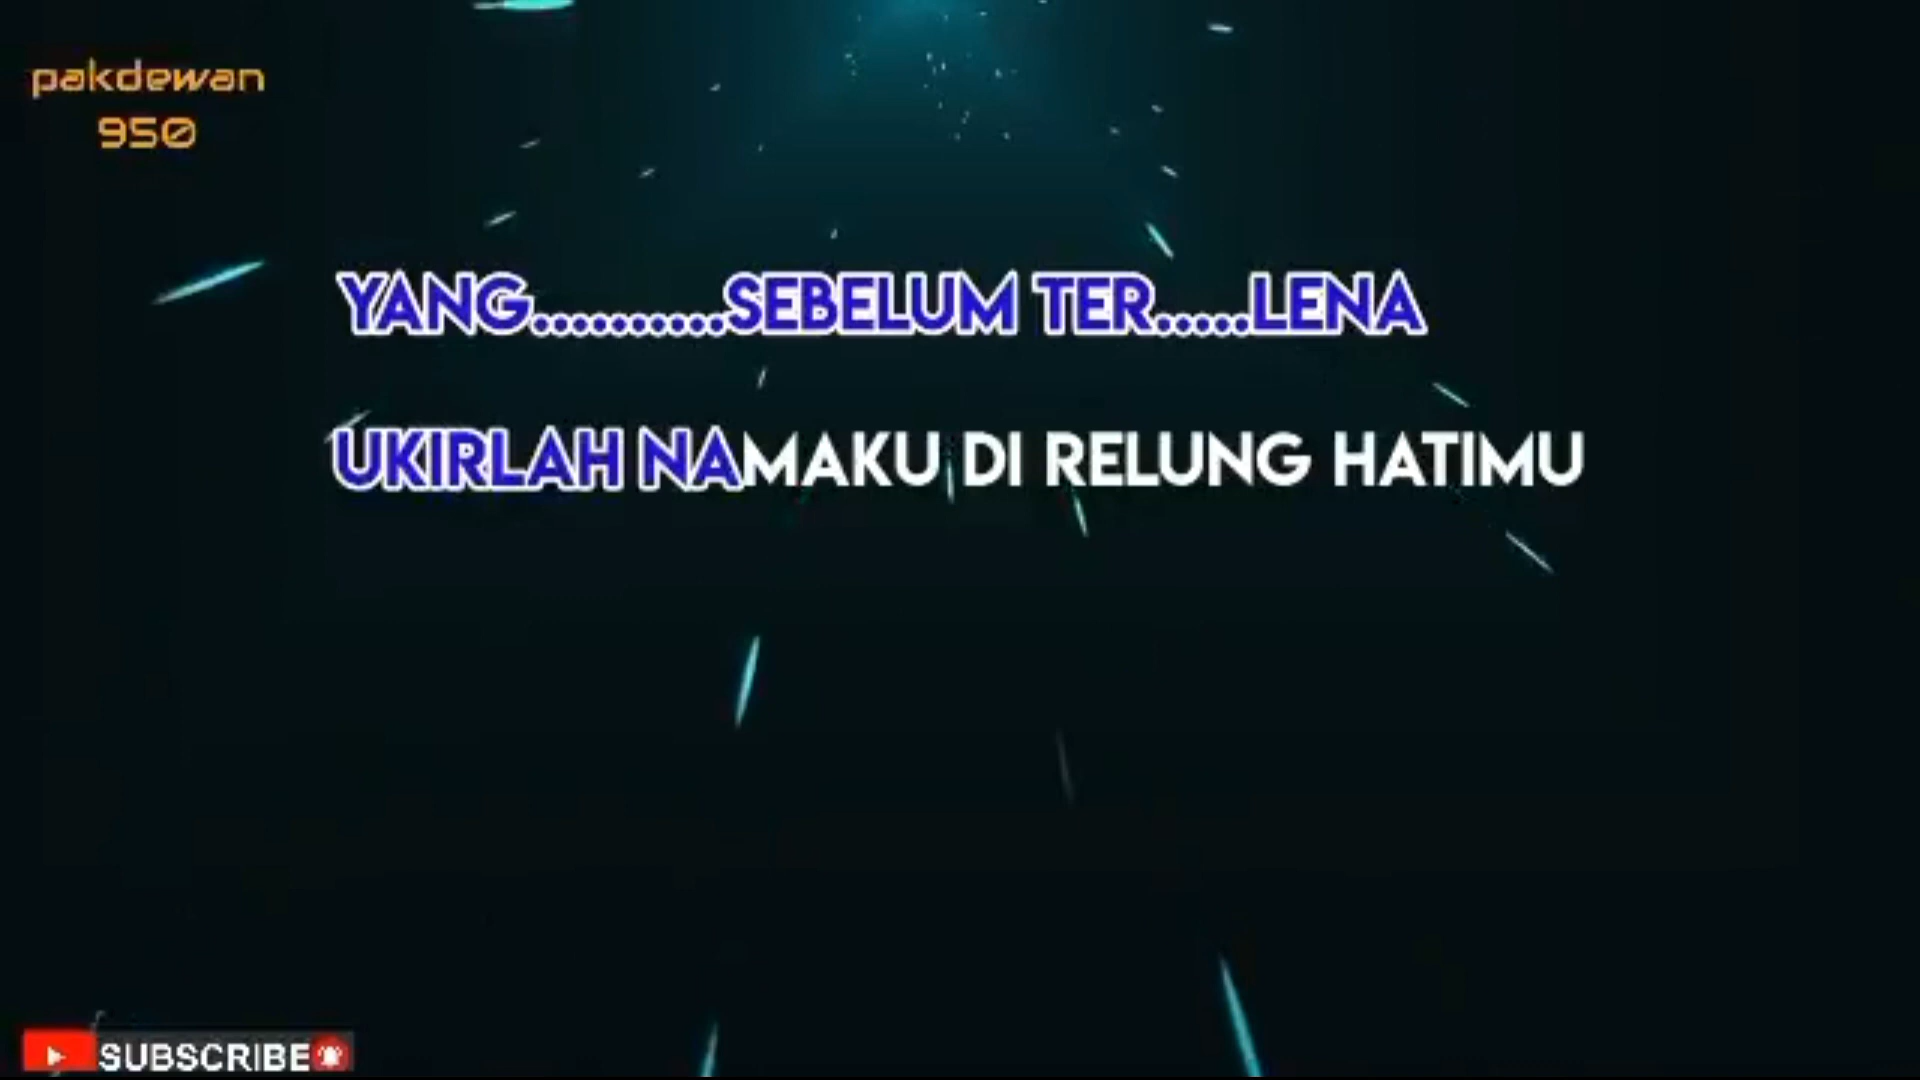 pakdewan
950
YANG...........SEBELUM TER.....LENA
UKIRLAH NAMAKU DI RELUNG HATIMU
SUBSCRIBE